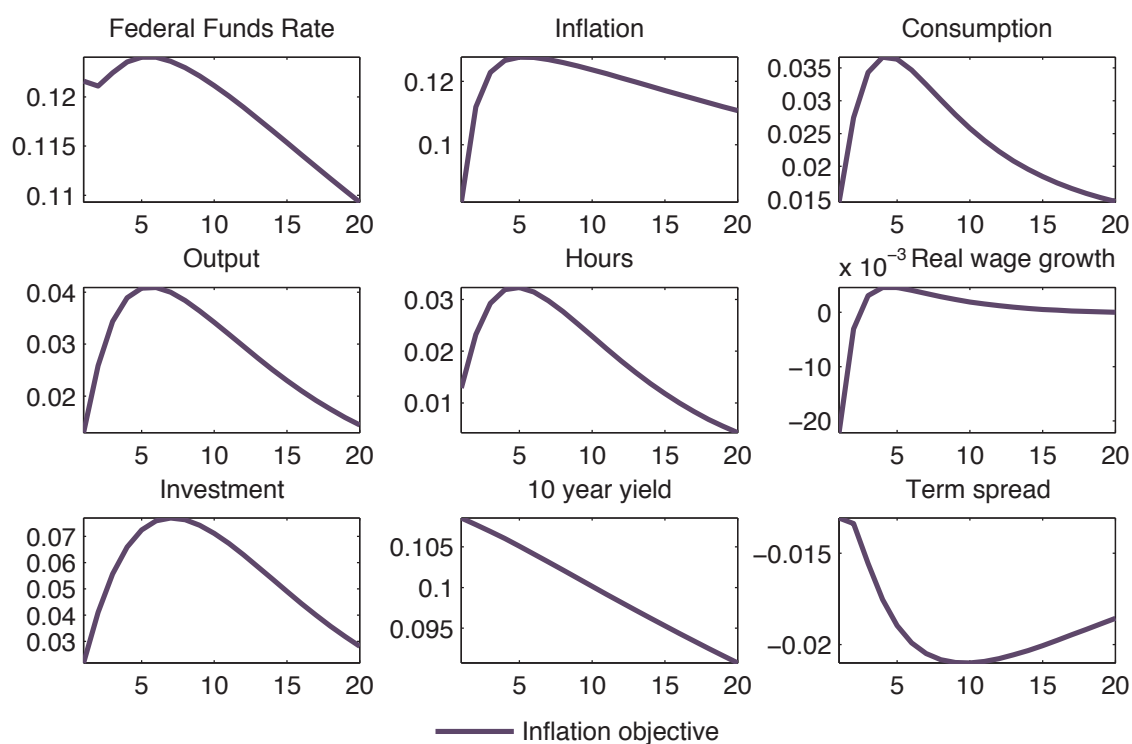 Federal Funds Rate
0.12
0.115
0.11
5 10 15 20
Inflation
0.12
0.1
5 10 15 20
Consumption
0.035
0.03
0.025
0.02
0.015
5 10 15 20
Output
0.04
0.03
0.02
5 10 15 20
Hours
0.03
0.02
0.01
5 10 15 20
x 10⁻³ Real wage growth
0
−10
−20
5 10 15 20
Investment
0.07
0.06
0.05
0.04
0.03
5 10 15 20
10 year yield
0.105
0.1
0.095
5 10 15 20
Term spread
−0.015
−0.02
5 10 15 20
Inflation objective